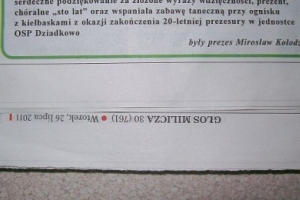 serdeczne podziękowanie za złożone wyrazy wdzięczności, prezent,
chóralne „sto lat” oraz wspaniałą zabawę taneczną przy ognisku
z kiełbaskami z okazji zakończenia 20-letniej prezesury w jednostce
OSP Dziadkowo
były prezes Mirosław Kołodz
GŁOS MILICZA 30 (761) ● Wtorek, 26 lipca 2011